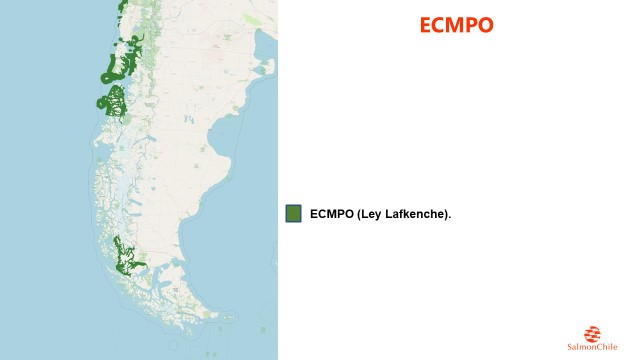 ECMPO
ECMPO (Ley Lafkenche).
SalmonChile